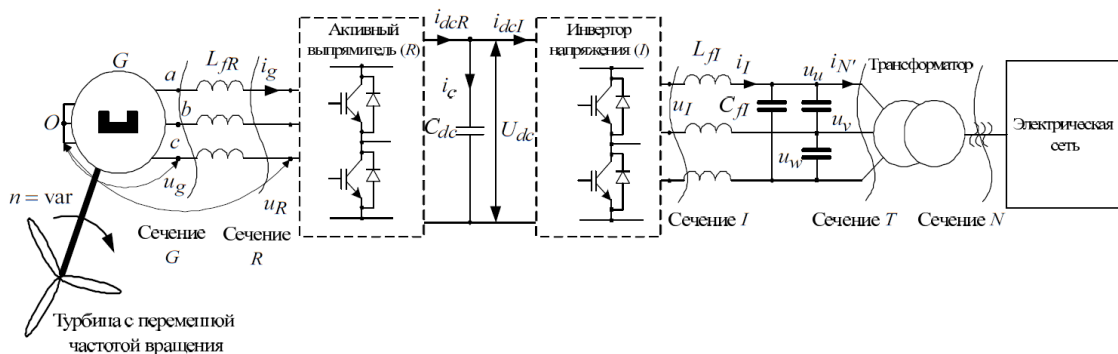 G
a
L_fR
i_g
O
b
c
u_g
u_R
n = var
Сечение
G
Сечение
R
Турбина с переменной
частотой вращения
Активный
выпрямитель (R)
i_dcR
i_dcI
i_c
C_dc
U_dc
Инвертор
напряжения (I)
L_fI
i_I
u_I
C_fI
u_u
u_v
u_w
i_N'
Трансформатор
Сечение I
Сечение T
Сечение N
Электрическая
сеть